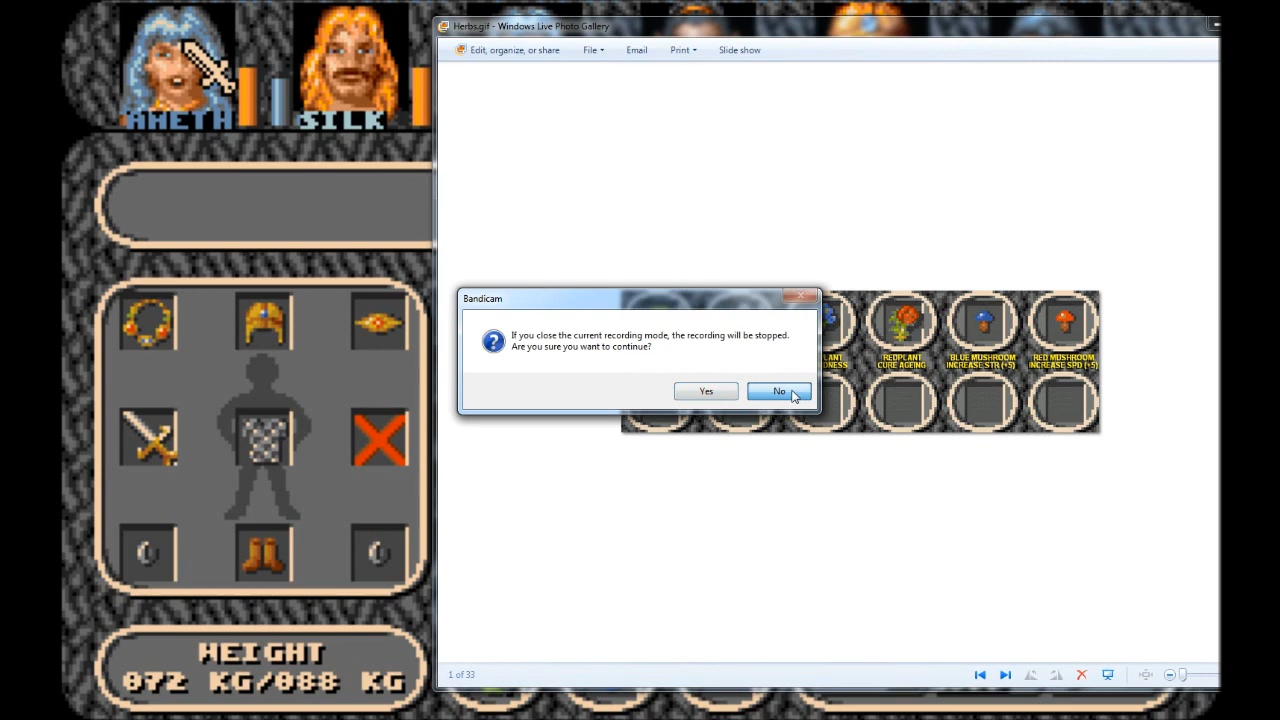 Herbs.gif - Windows Live Photo Gallery
Edit, organize, or share File Email Print Slide show
SILK
Bandicam
If you close the current recording mode, the recording will be stopped.
Are you sure you want to continue?
Yes No
REDPLANT
CURE AGEING
BLUE MUSHROOM
INCREASE STR (+5)
RED MUSHROOM
INCREASE SPD (+5)
WEIGHT
072 KG/088 KG
1 of 33